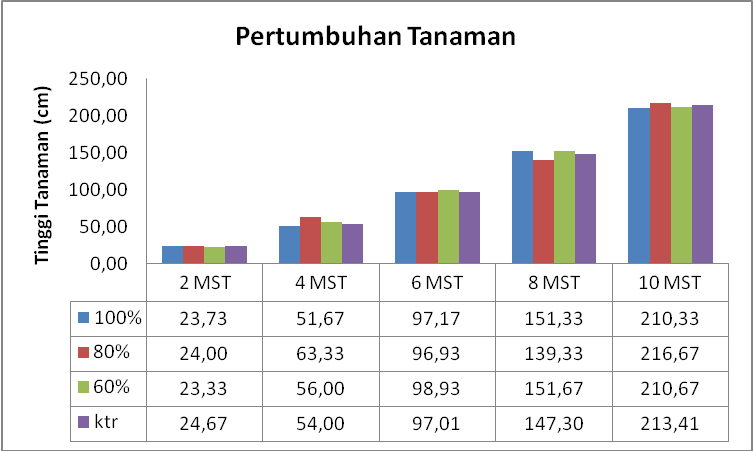 Pertumbuhan Tanaman
Tinggi Tanaman (cm)
250,00
200,00
150,00
100,00
50,00
0,00
2 MST 4 MST 6 MST 8 MST 10 MST
100% 23,73 51,67 97,17 151,33 210,33
80% 24,00 63,33 96,93 139,33 216,67
60% 23,33 56,00 98,93 151,67 210,67
ktr 24,67 54,00 97,01 147,30 213,41